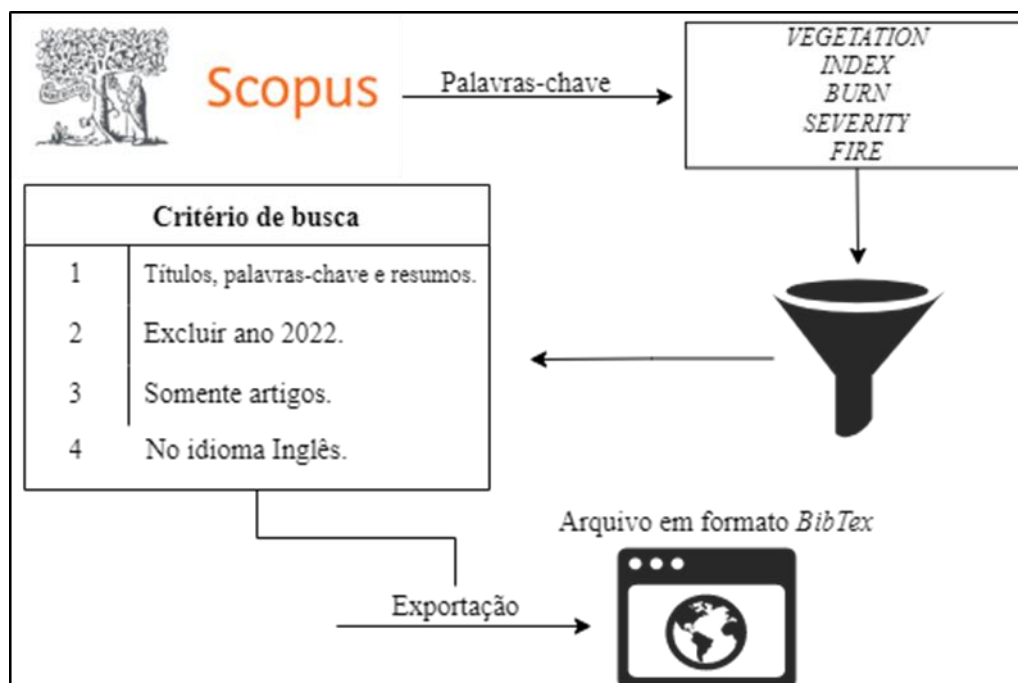 Scopus
Palavras-chave
VEGETATION
INDEX
BURN
SEVERITY
FIRE
Critério de busca
1 Títulos, palavras-chave e resumos.
2 Excluir ano 2022.
3 Somente artigos.
4 No idioma Inglês.
Arquivo em formato BibTex
Exportação